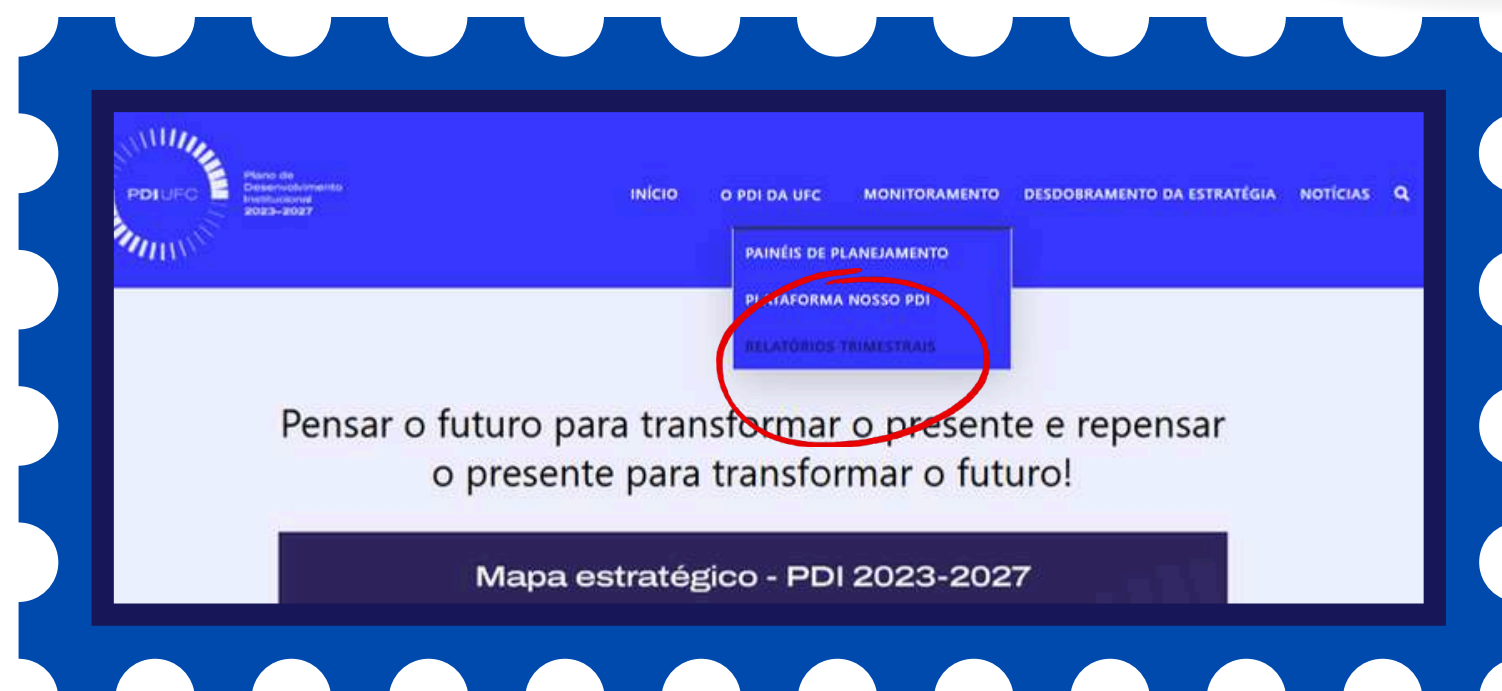 PDIUFC
Plano de
Desenvolvimento
Institucional
2023–2027
INÍCIO O PDI DA UFC MONITORAMENTO DESDOBRAMENTO DA ESTRATÉGIA NOTÍCIAS
PAINÉIS DE PLANEJAMENTO
PLATAFORMA NOSSO PDI
RELATÓRIOS TRIMESTRAIS
Pensar o futuro para transformar o presente e repensar
o presente para transformar o futuro!
Mapa estratégico - PDI 2023-2027